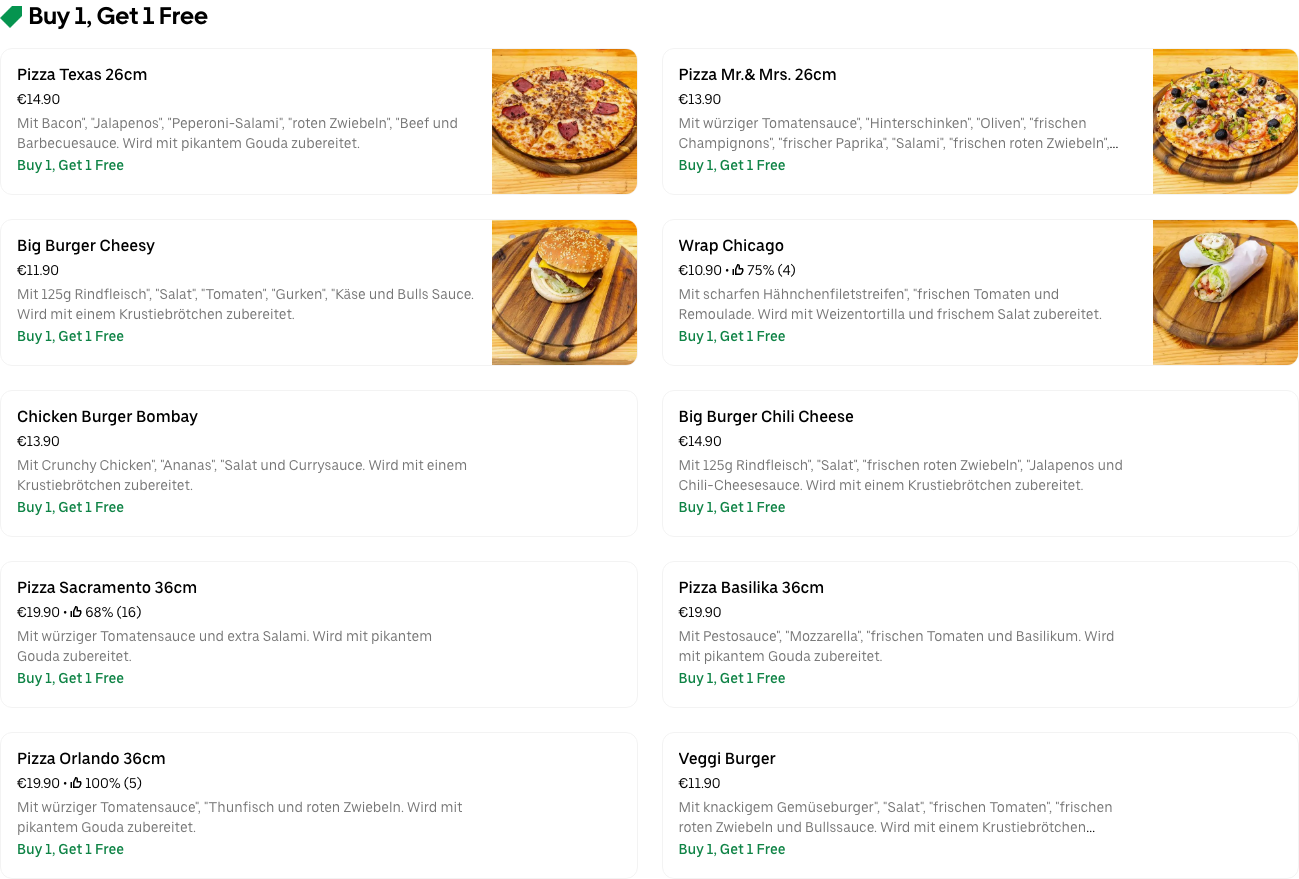 Buy 1, Get 1 Free
Pizza Texas 26cm
€14.90
Mit Bacon", "Jalapenos", "Peperoni-Salami", "roten Zwiebeln", "Beef und
Barbecuesauce. Wird mit pikantem Gouda zubereitet.
Buy 1, Get 1 Free
Pizza Mr.& Mrs. 26cm
€13.90
Mit würziger Tomatensauce", "Hinterschinken", "Oliven", "frischen
Champignons", "frischer Paprika", "Salami", "frischen roten Zwiebeln",...
Buy 1, Get 1 Free
Big Burger Cheesy
€11.90
Mit 125g Rindfleisch", "Salat", "Tomaten", "Gurken", "Käse und Bulls Sauce.
Wird mit einem Krustiebrötchen zubereitet.
Buy 1, Get 1 Free
Wrap Chicago
€10.90 • 75% (4)
Mit scharfen Hähnchenfiletstreifen", "frischen Tomaten und
Remoulade. Wird mit Weizentortilla und frischem Salat zubereitet.
Buy 1, Get 1 Free
Chicken Burger Bombay
€13.90
Mit Crunchy Chicken", "Ananas", "Salat und Currysauce. Wird mit einem
Krustiebrötchen zubereitet.
Buy 1, Get 1 Free
Big Burger Chili Cheese
€14.90
Mit 125g Rindfleisch", "Salat", "frischen roten Zwiebeln", "Jalapenos und
Chili-Cheesesauce. Wird mit einem Krustiebrötchen zubereitet.
Buy 1, Get 1 Free
Pizza Sacramento 36cm
€19.90 • 68% (16)
Mit würziger Tomatensauce und extra Salami. Wird mit pikantem
Gouda zubereitet.
Buy 1, Get 1 Free
Pizza Basilika 36cm
€19.90
Mit Pestosauce", "Mozzarella", "frischen Tomaten und Basilikum. Wird
mit pikantem Gouda zubereitet.
Buy 1, Get 1 Free
Pizza Orlando 36cm
€19.90 • 100% (5)
Mit würziger Tomatensauce", "Thunfisch und roten Zwiebeln. Wird mit
pikantem Gouda zubereitet.
Buy 1, Get 1 Free
Veggi Burger
€11.90
Mit knackigem Gemüseburger", "Salat", "frischen Tomaten", "frischen
roten Zwiebeln und Bullssauce. Wird mit einem Krustiebrötchen...
Buy 1, Get 1 Free